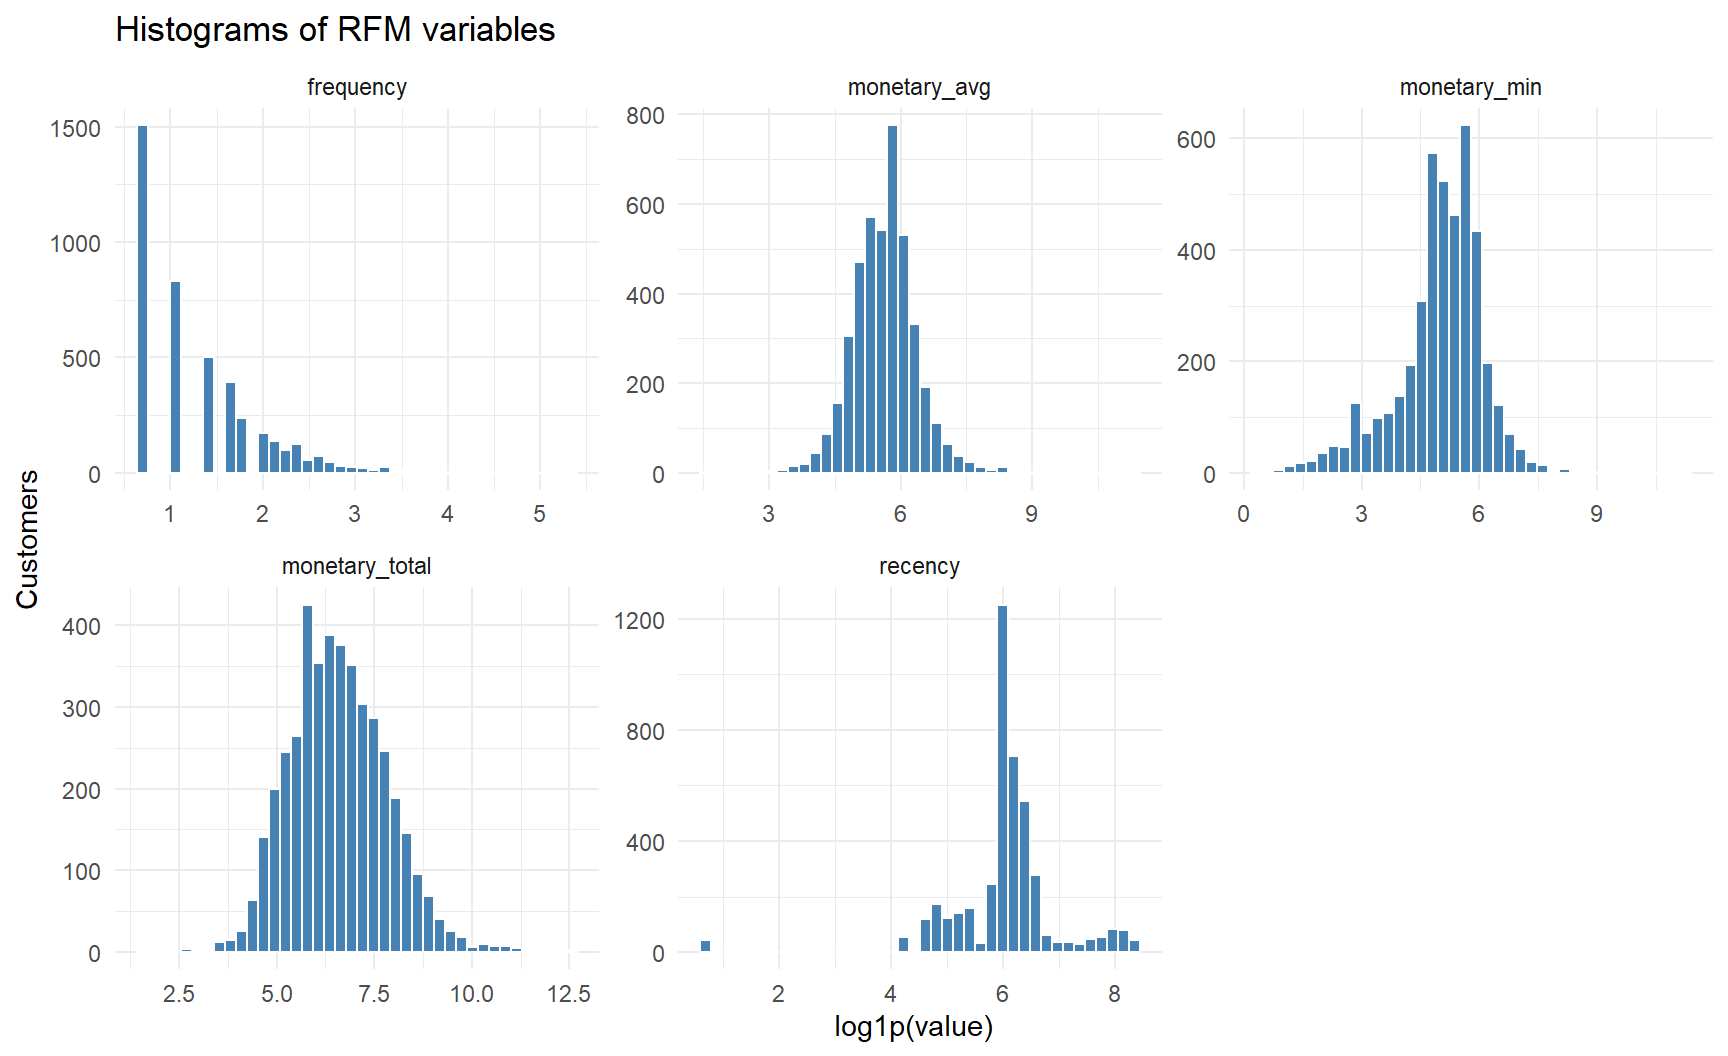 Histograms of RFM variables
frequency
monetary_avg
monetary_min
1500
1000
500
0
1 2 3 4 5
800
600
400
200
0
3 6 9
600
400
200
0
0 3 6 9
Customers
monetary_total
recency
400
300
200
100
0
2.5 5.0 7.5 10.0 12.5
1200
800
400
0
2 4 6 8
log1p(value)